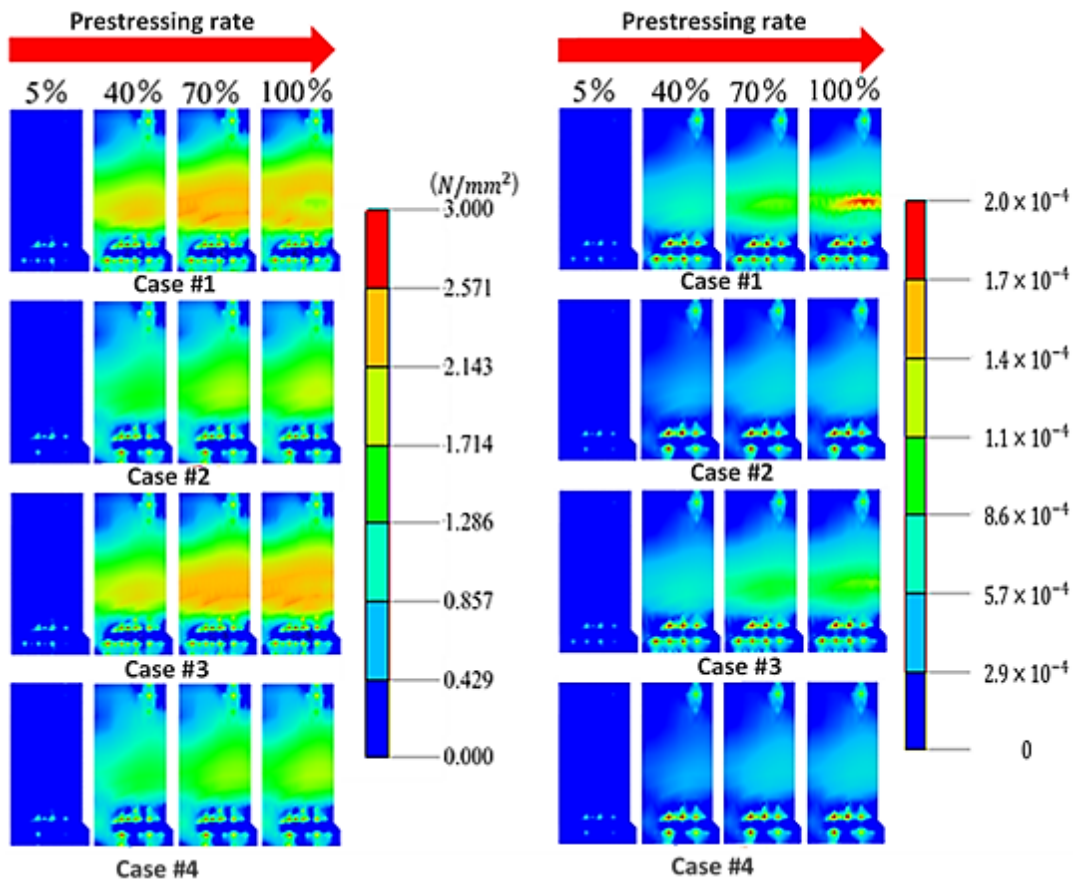 Prestressing rate
5% 40% 70% 100%
Case #1
Case #2
Case #3
Case #4
(N/mm²)
3.000
2.571
2.143
1.714
1.286
0.857
0.429
0.000
Prestressing rate
5% 40% 70% 100%
Case #1
Case #2
Case #3
Case #4
2.0 x 10⁻⁴
1.7 x 10⁻⁴
1.4 x 10⁻⁴
1.1 x 10⁻⁴
8.6 x 10⁻⁴
5.7 x 10⁻⁴
2.9 x 10⁻⁴
0